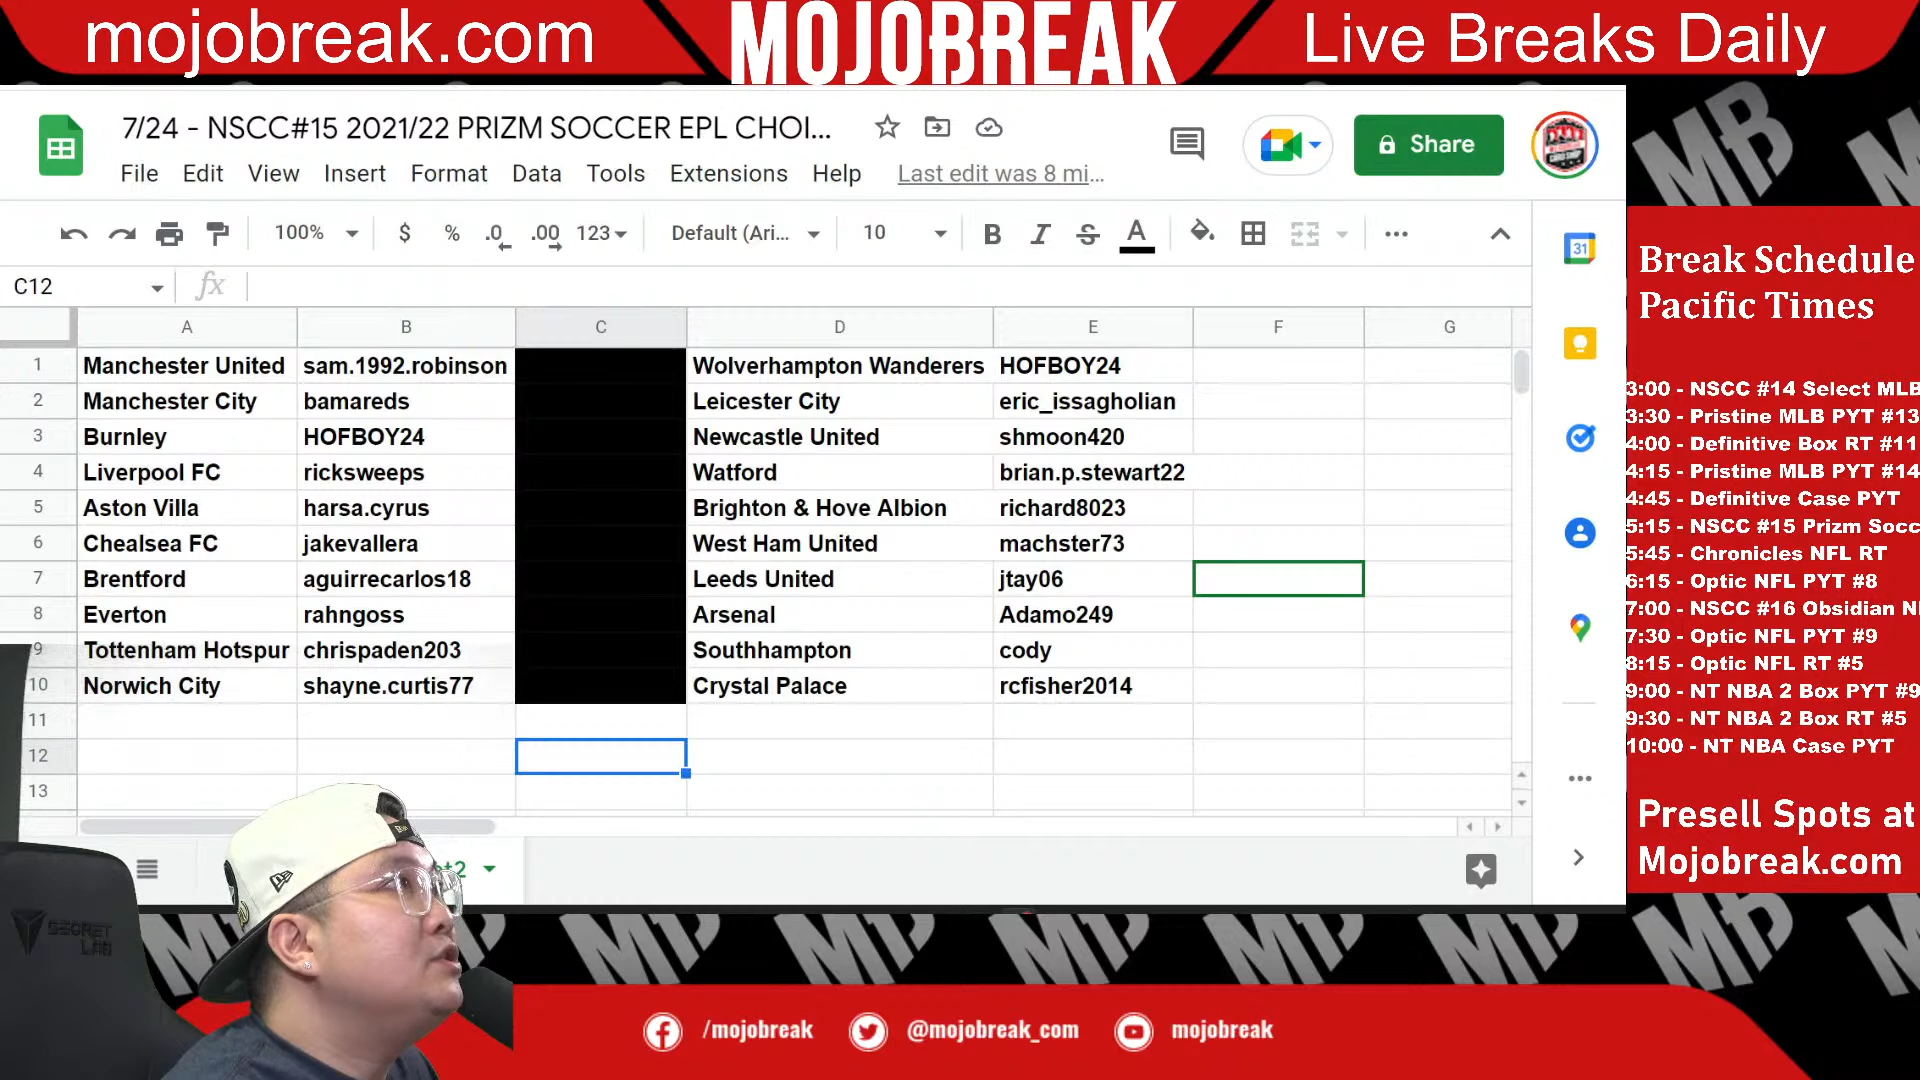 mojobreak.com
MOJOBREAK
Live Breaks Daily
7/24 - NSCC#15 2021/22 PRIZM SOCCER EPL CHOI...
Share
File Edit View Insert Format Data Tools Extensions Help Last edit was 8 mi...
100% $ % .0 .00 123 Default (Ari... 10 B I S A
31
C12 fx
A B C D E F G
1 Manchester United sam.1992.robinson Wolverhampton Wanderers HOFBOY24
2 Manchester City bamareds Leicester City eric_issagholian
3 Burnley HOFBOY24 Newcastle United shmoon420
4 Liverpool FC ricksweeps Watford brian.p.stewart22
5 Aston Villa harsa.cyrus Brighton & Hove Albion richard8023
6 Chealsea FC jakevallera West Ham United machster73
7 Brentford aguirrecarlos18 Leeds United jtay06
8 Everton rahngoss Arsenal Adamo249
9 Tottenham Hotspur chrispaden203 Southhampton cody
10 Norwich City shayne.curtis77 Crystal Palace rcfisher2014
11
12
13
t2
Break Schedule
Pacific Times
3:00 - NSCC #14 Select MLB
3:30 - Pristine MLB PYT #13
4:00 - Definitive Box RT #11
4:15 - Pristine MLB PYT #14
4:45 - Definitive Case PYT
5:15 - NSCC #15 Prizm Socc
5:45 - Chronicles NFL RT
6:15 - Optic NFL PYT #8
7:00 - NSCC #16 Obsidian N
7:30 - Optic NFL PYT #9
8:15 - Optic NFL RT #5
9:00 - NT NBA 2 Box PYT #9
9:30 - NT NBA 2 Box RT #5
10:00 - NT NBA Case PYT
Presell Spots at
Mojobreak.com
SECRET
LAB
/mojobreak
@mojobreak_com
mojobreak